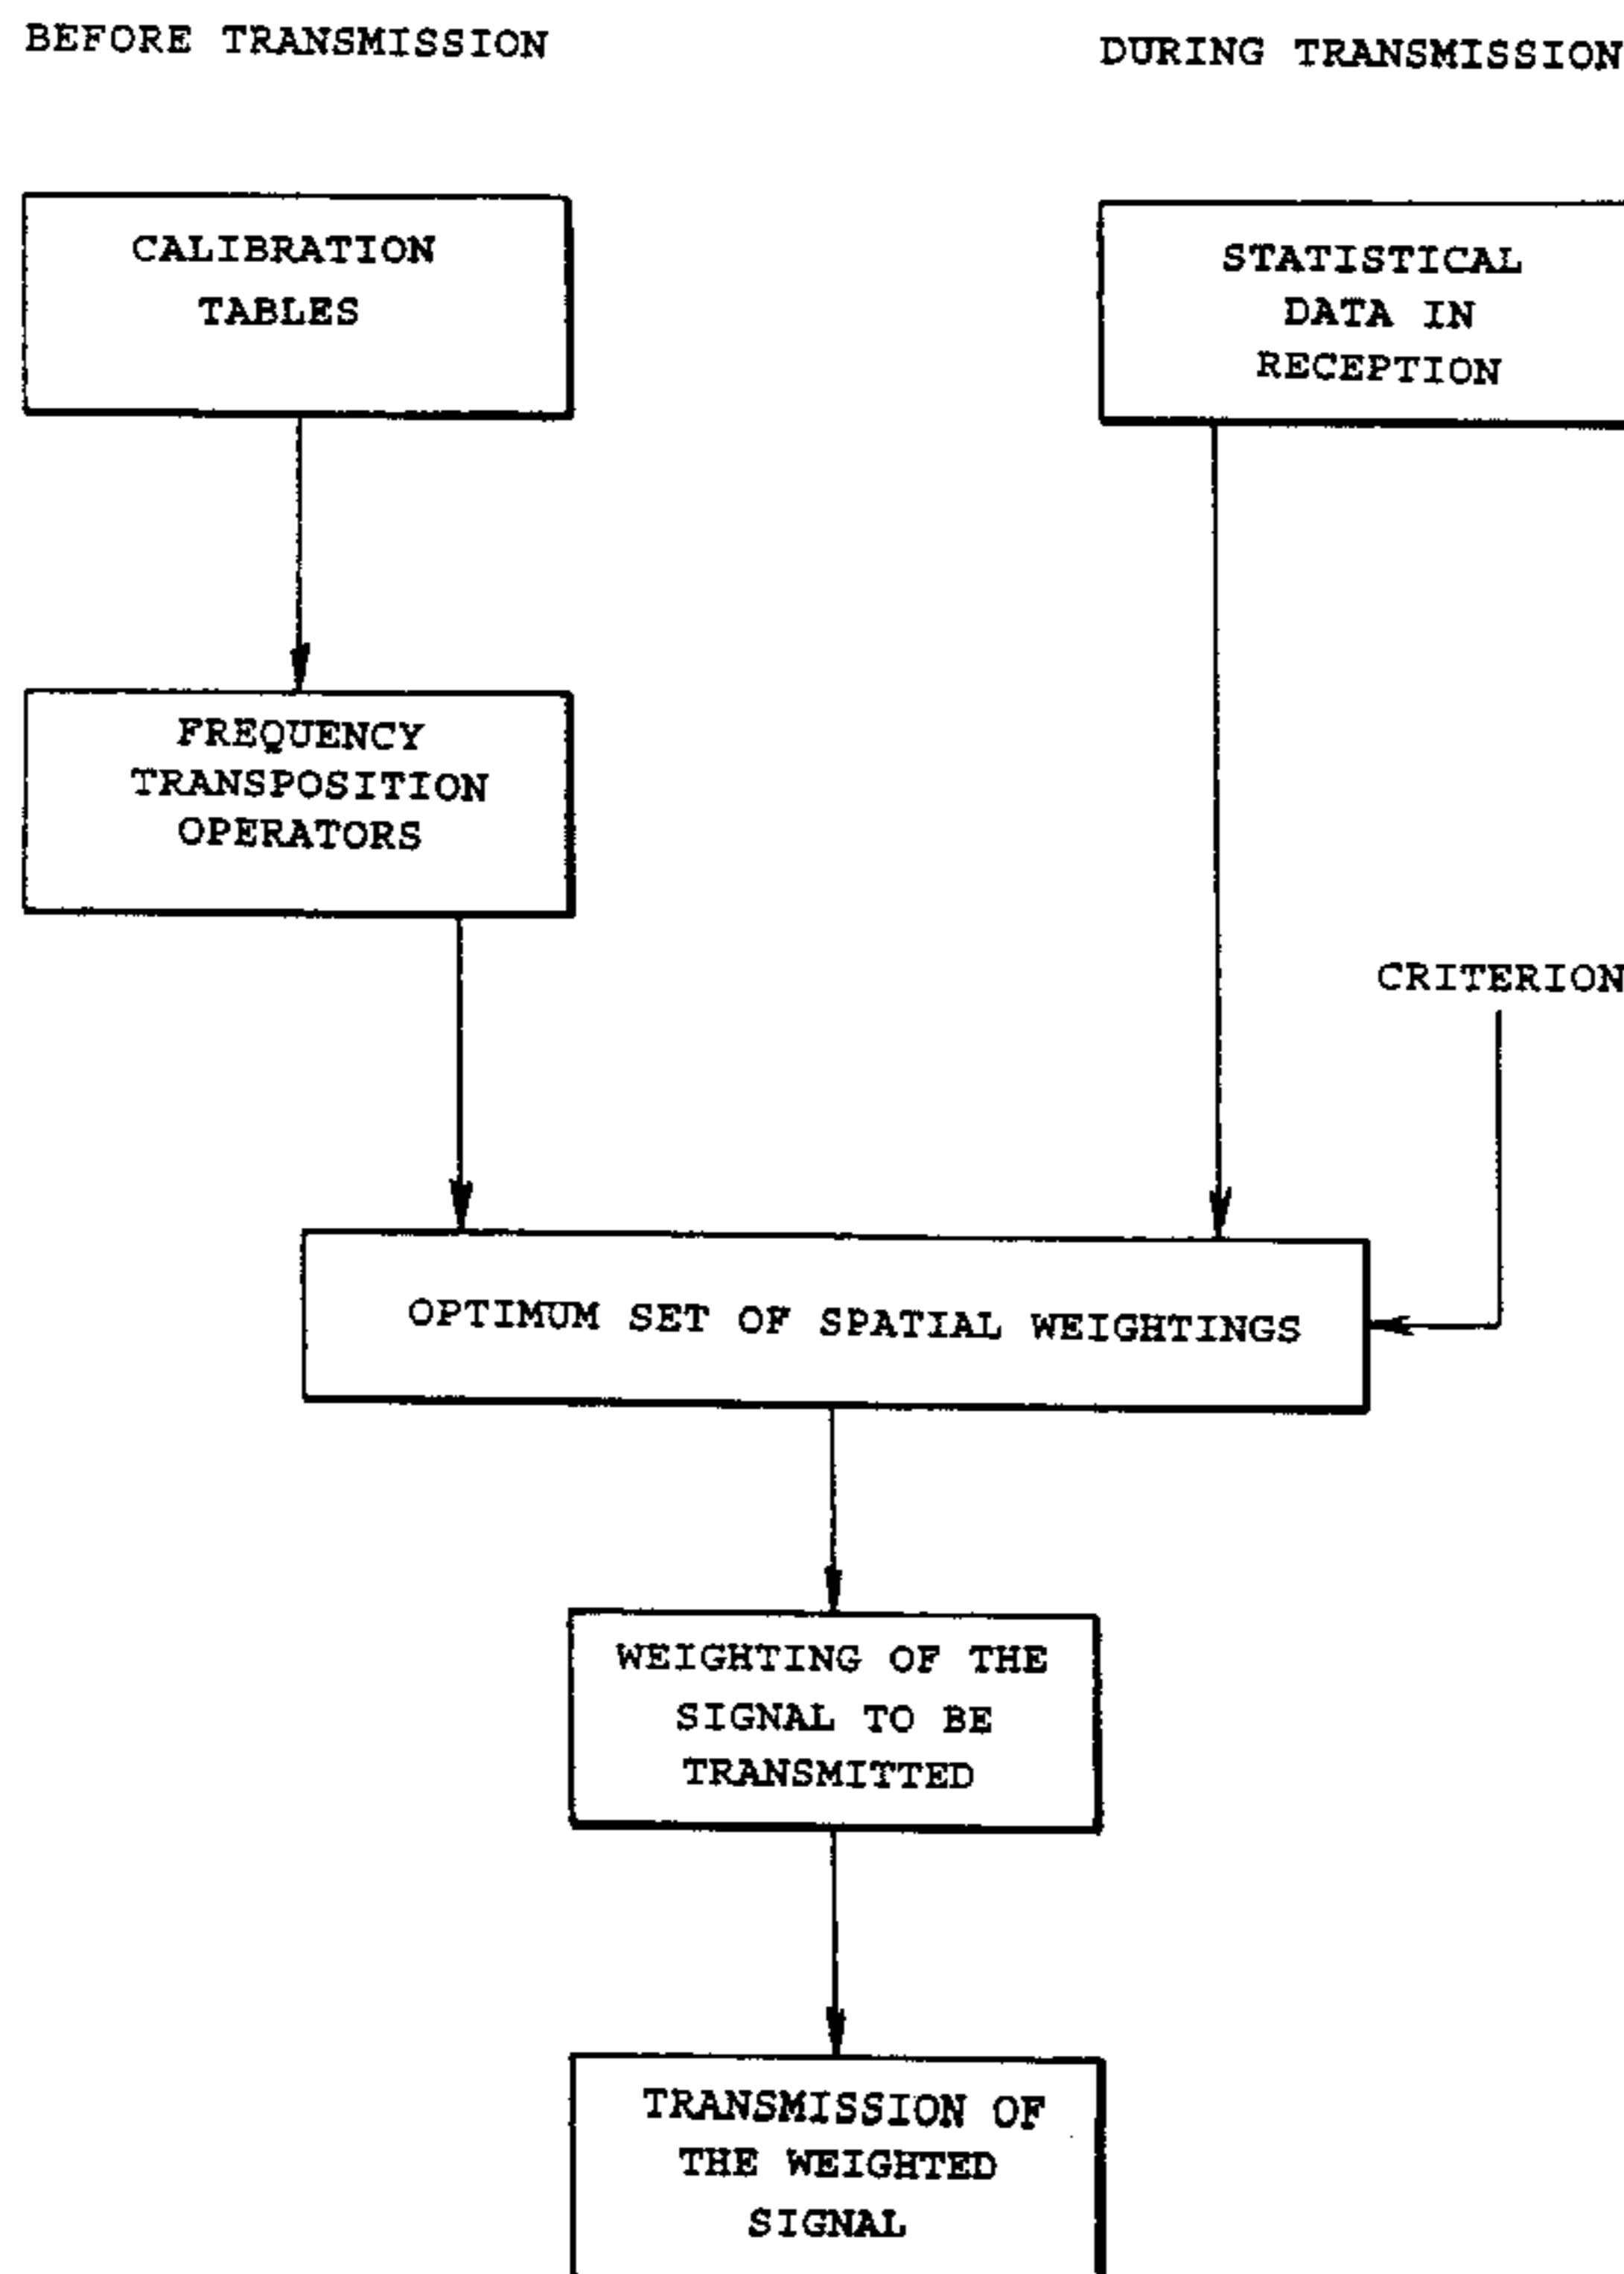 BEFORE TRANSMISSION
DURING TRANSMISSION
CALIBRATION
TABLES
STATISTICAL
DATA IN
RECEPTION
FREQUENCY
TRANSPOSITION
OPERATORS
CRITERION
OPTIMUM SET OF SPATIAL WEIGHTINGS
WEIGHTING OF THE
SIGNAL TO BE
TRANSMITTED
TRANSMISSION OF
THE WEIGHTED
SIGNAL